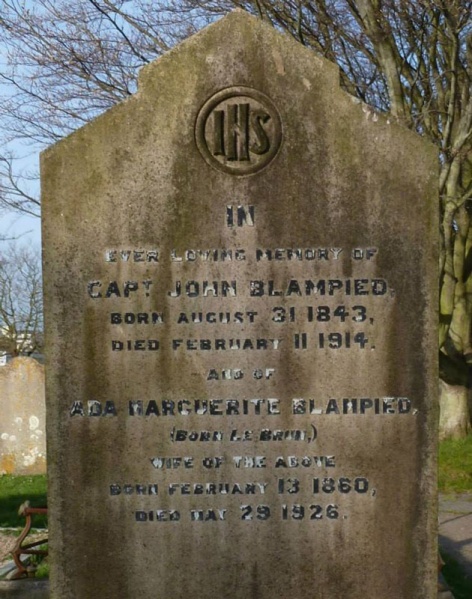 IHS
IN
EVER LOVING MEMORY OF
CAPT JOHN BLAMPIED,
BORN AUGUST 31 1843,
DIED FEBRUARY 11 1914.
AND OF
ADA MARGUERITE BLAMPIED,
(BORN LE BRUN,)
WIFE OF THE ABOVE
BORN FEBRUARY 13 1860,
DIED MAY 29 1926.